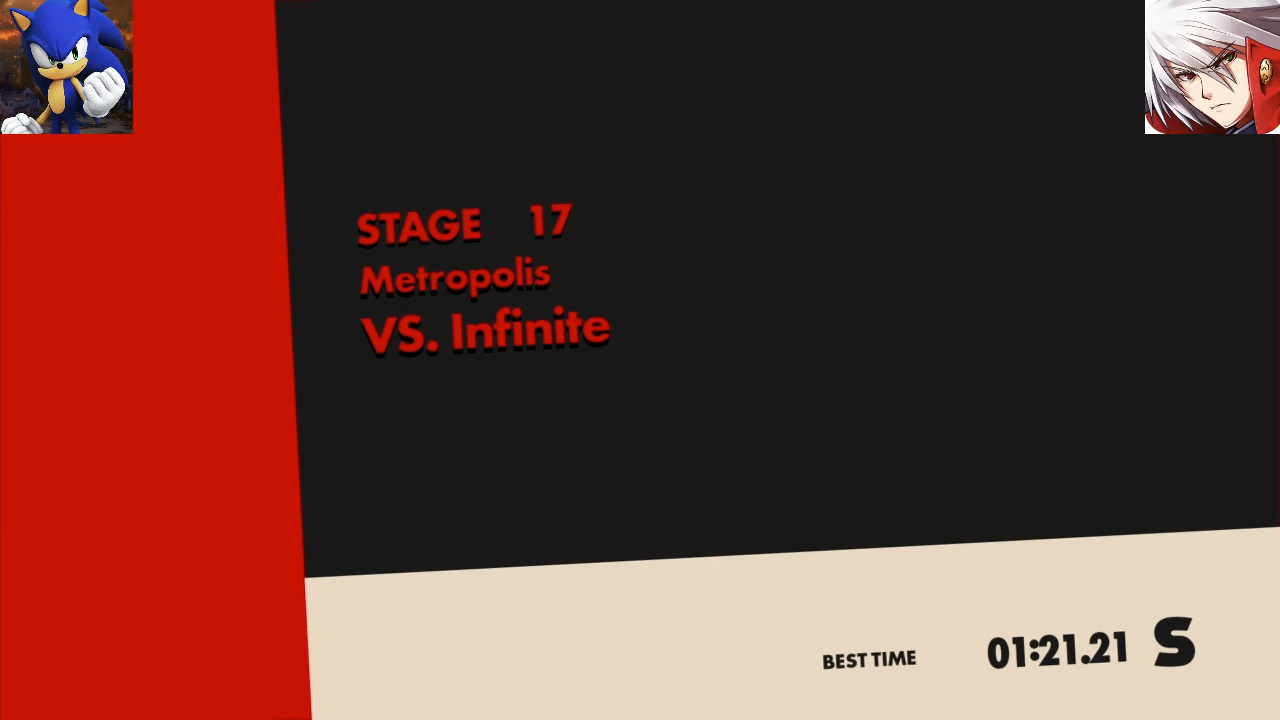 STAGE 17
Metropolis
VS. Infinite
BEST TIME 01:21.21 S